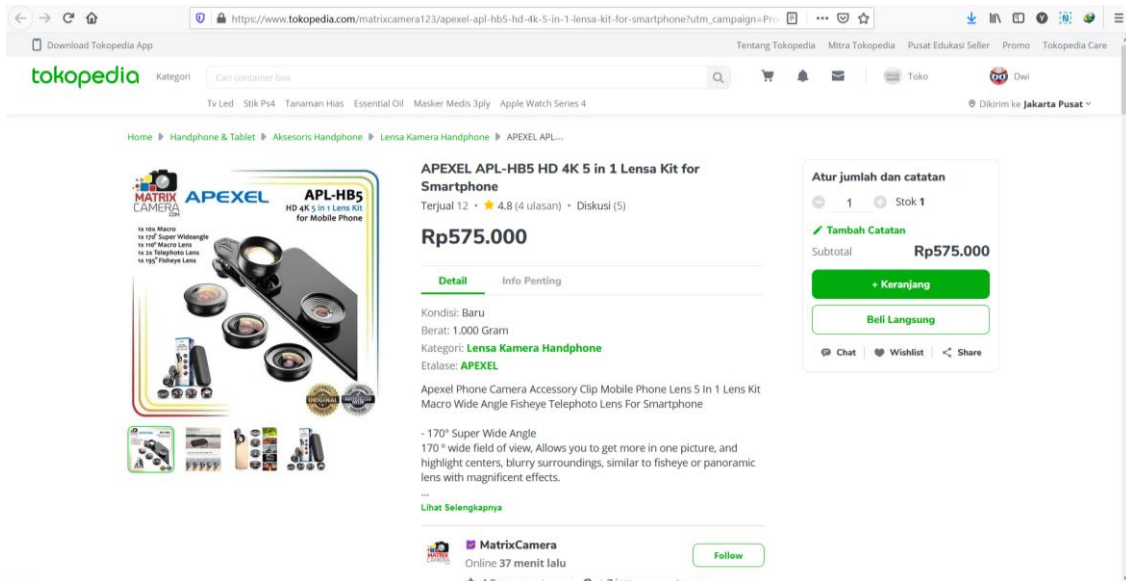 https://www.tokopedia.com/matrixcamera123/apexel-apl-hb5-hd-4k-5-in-1-lensa-kit-for-smartphone?utm_campaign=Pro
Download Tokopedia App
Tentang Tokopedia Mitra Tokopedia Pusat Edukasi Seller Promo Tokopedia Care
tokopedia Kategori Cari container box Toko Dwi
Tv Led Stik Ps4 Tanaman Hias Essential Oil Masker Medis 3ply Apple Watch Series 4 Dikirim ke Jakarta Pusat
Home Handphone & Tablet Aksesoris Handphone Lensa Kamera Handphone APEXEL APL...
MATRIX
CAMERA
.COM
APEXEL
APL-HB5
HD 4K 5 in 1 Lens Kit
for Mobile Phone
1x 10x Macro
1x 170° Super Wideangle
1x 110° Macro Lens
1x 2x Telephoto Lens
1x 195° Fisheye Lens
ORIGINAL
APEXEL APL-HB5 HD 4K 5 in 1 Lensa Kit for
Smartphone
Terjual 12 • 4.8 (4 ulasan) • Diskusi (5)
Rp575.000
Detail Info Penting
Kondisi: Baru
Berat: 1.000 Gram
Kategori: Lensa Kamera Handphone
Etalase: APEXEL
Apexel Phone Camera Accessory Clip Mobile Phone Lens 5 In 1 Lens Kit
Macro Wide Angle Fisheye Telephoto Lens For Smartphone
- 170° Super Wide Angle
170 ° wide field of view, Allows you to get more in one picture, and
highlight centers, blurry surroundings, similar to fisheye or panoramic
lens with magnificent effects.
...
Lihat Selengkapnya
MatrixCamera
Online 37 menit lalu
Follow
Atur jumlah dan catatan
1 Stok 1
Tambah Catatan
Subtotal Rp575.000
+ Keranjang
Beli Langsung
Chat Wishlist Share